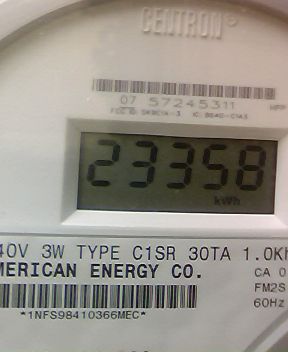 CENTRON®
07 57245311
23358
kWh
40V 3W TYPE C1SR 30TA 1.0Kh
MERICAN ENERGY CO.
CA 0
FM2S
60Hz
*1NFS98410366MEC*